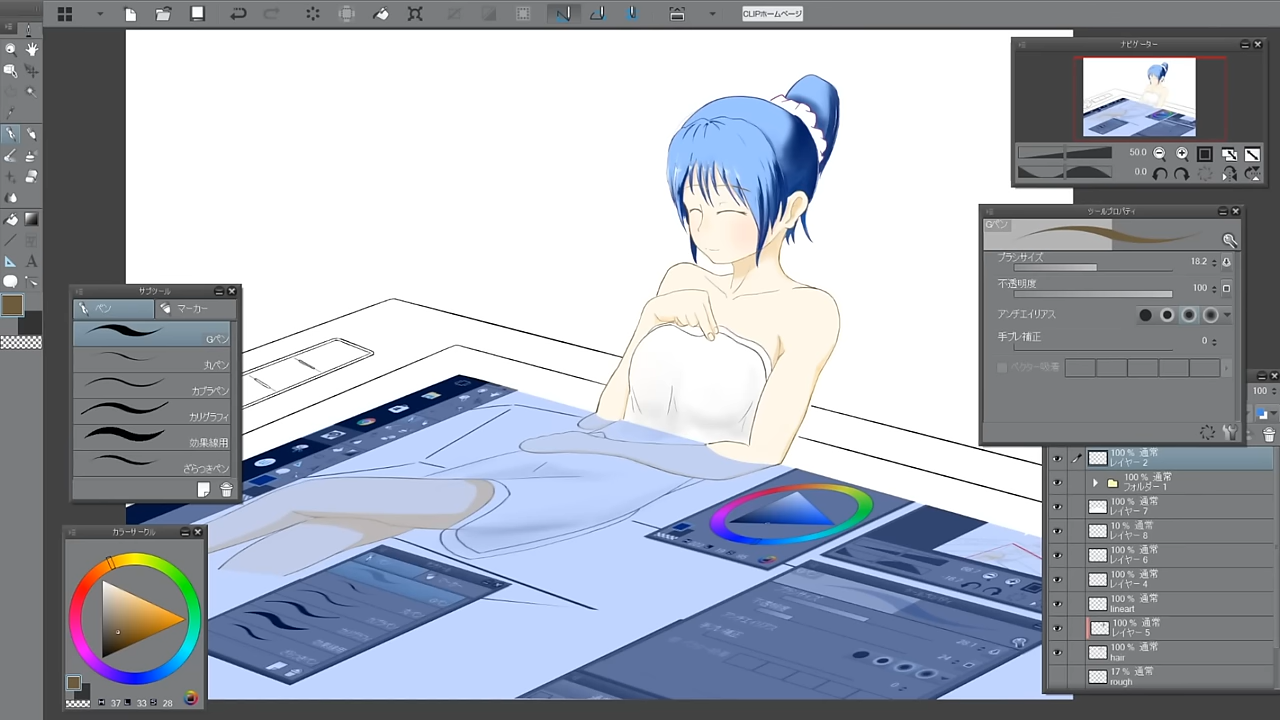 CLIPホームページ
ナビゲーター
50.0
0.0
ツールプロパティ
Gペン
ブラシサイズ
18.2
不透明度
100
アンチエイリアス
手ブレ補正
0
ベクター吸着
サブツール
ペン
マーカー
Gペン
丸ペン
カブラペン
カリグラフィ
効果線用
ざらつきペン
カラーサークル
H 37 L 33 S 28
100
100 % 通常
レイヤー 2
100 % 通常
フォルダー 1
100 % 通常
レイヤー 7
10 % 通常
レイヤー 8
100 % 通常
レイヤー 6
100 % 通常
レイヤー 4
100 % 通常
lineart
100 % 通常
レイヤー 5
100 % 通常
hair
17 % 通常
rough